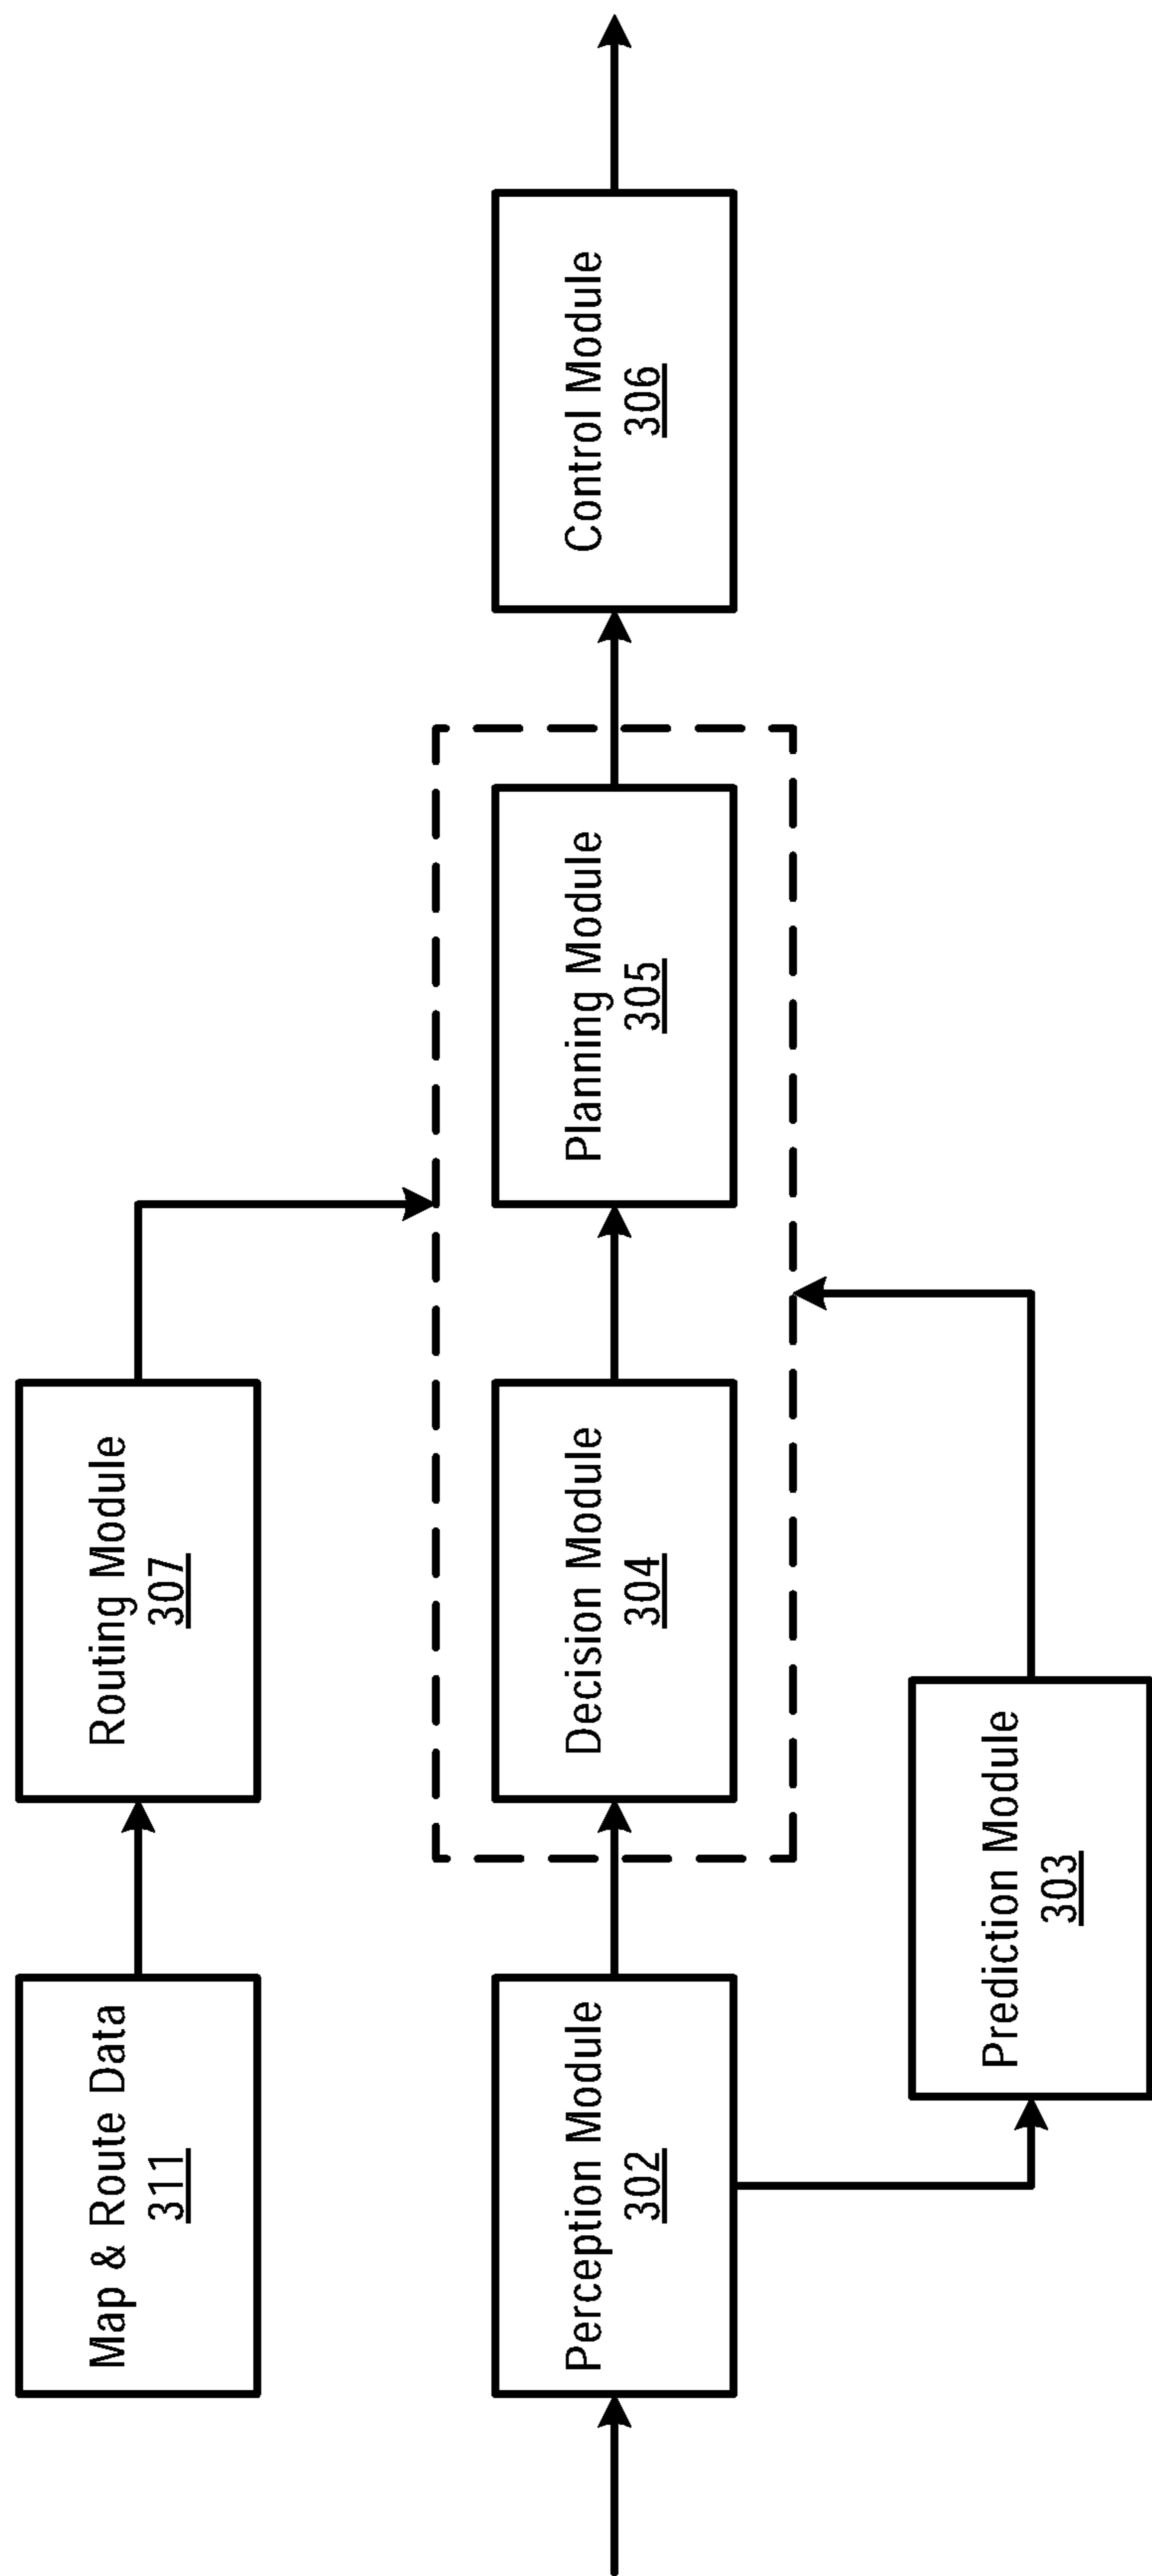 Map & Route Data
311
Routing Module
307
Perception Module
302
Decision Module
304
Planning Module
305
Control Module
306
Prediction Module
303